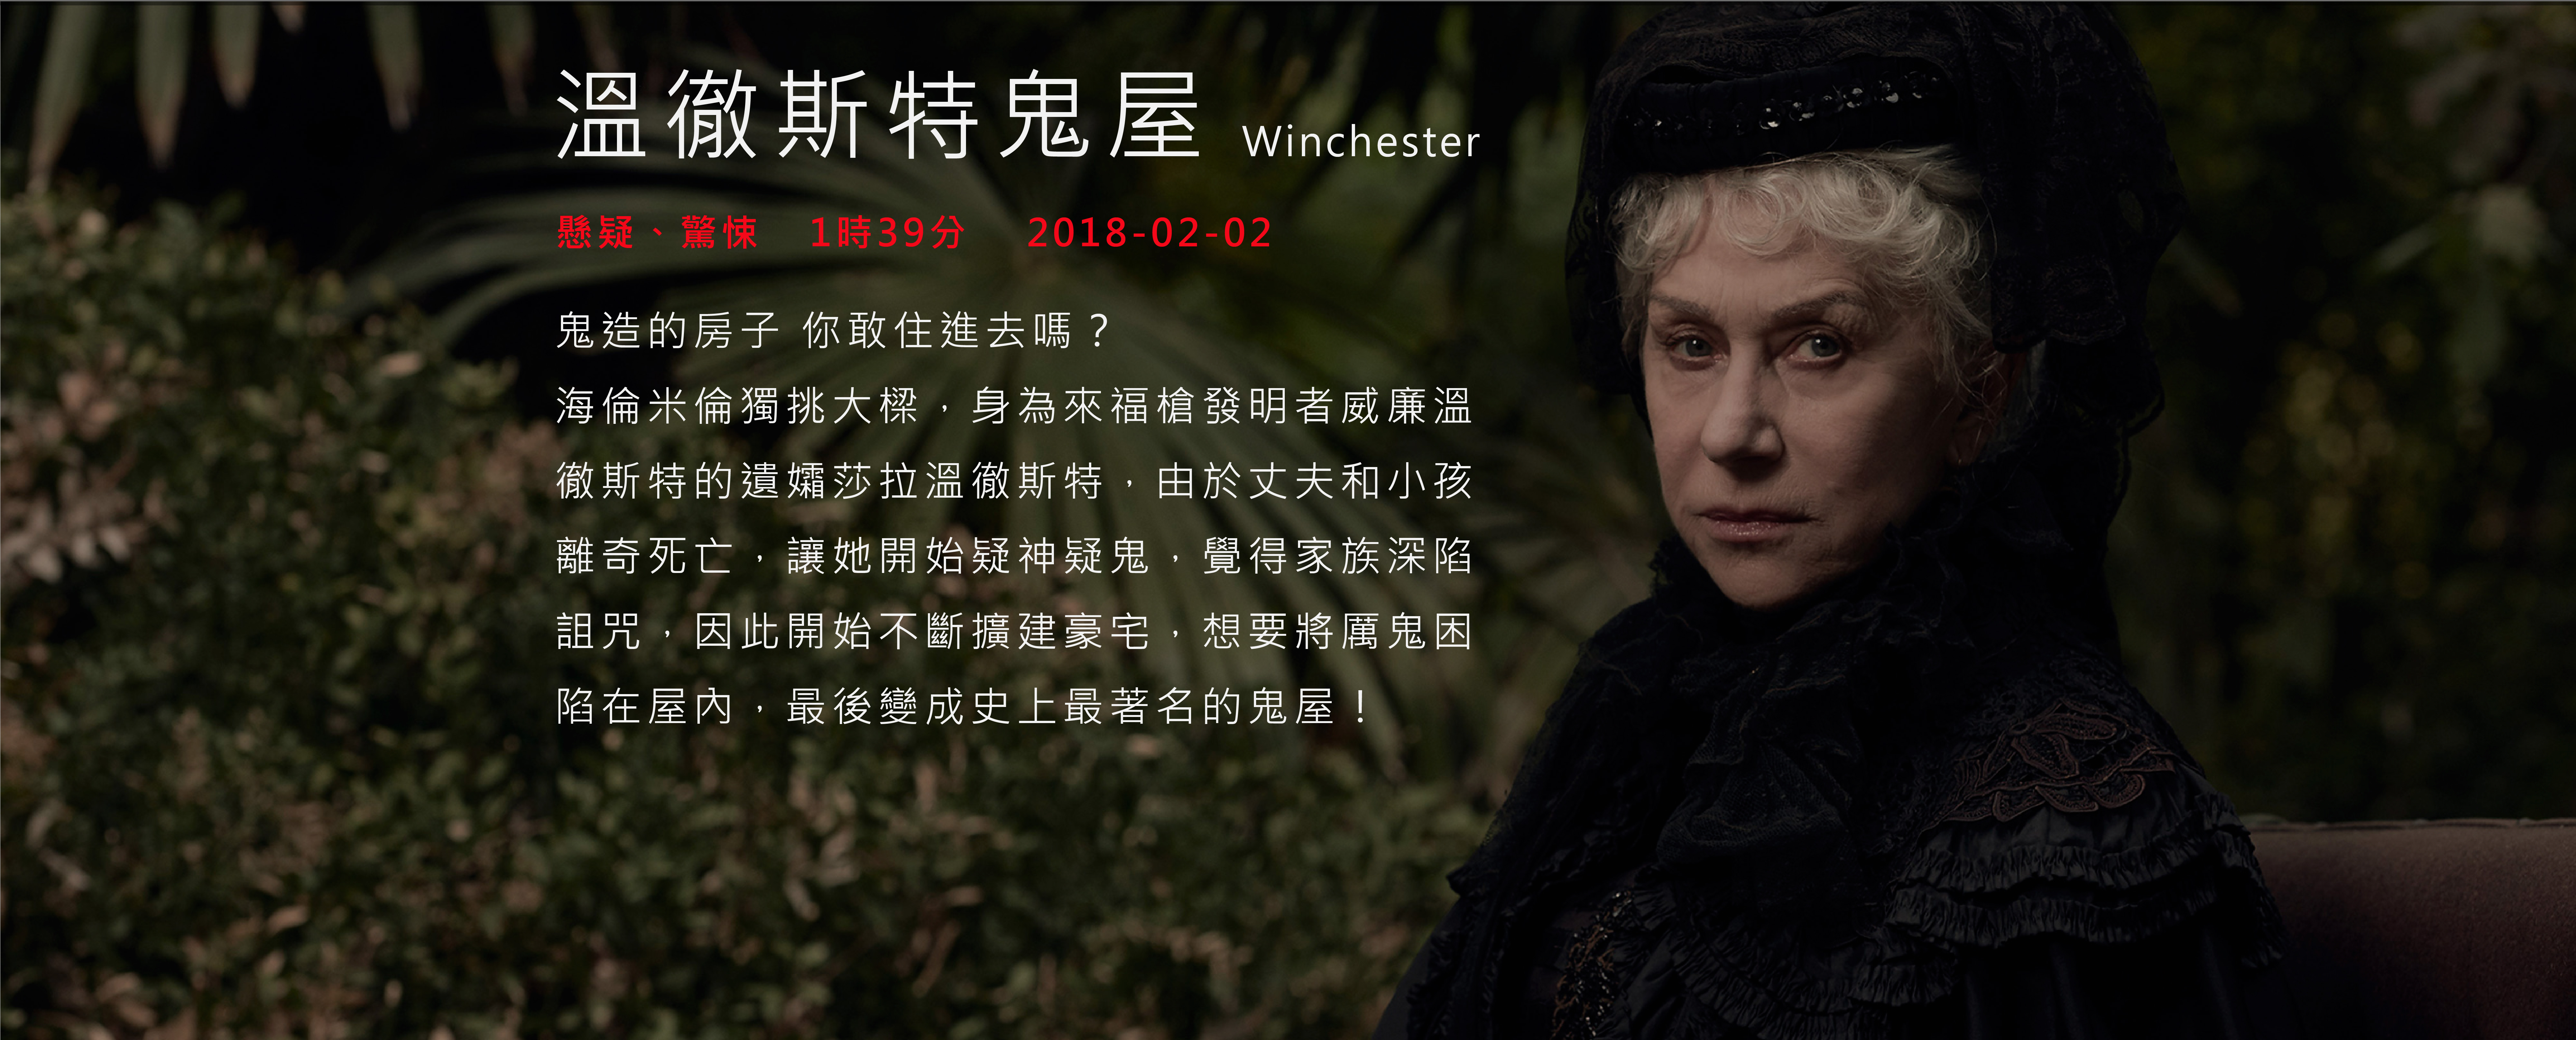 溫徹斯特鬼屋 Winchester
懸疑、驚悚 1時39分 2018-02-02
鬼造的房子 你敢住進去嗎？
海倫米倫獨挑大樑，身為來福槍發明者威廉溫
徹斯特的遺孀莎拉溫徹斯特，由於丈夫和小孩
離奇死亡，讓她開始疑神疑鬼，覺得家族深陷
詛咒，因此開始不斷擴建豪宅，想要將厲鬼困
陷在屋內，最後變成史上最著名的鬼屋！